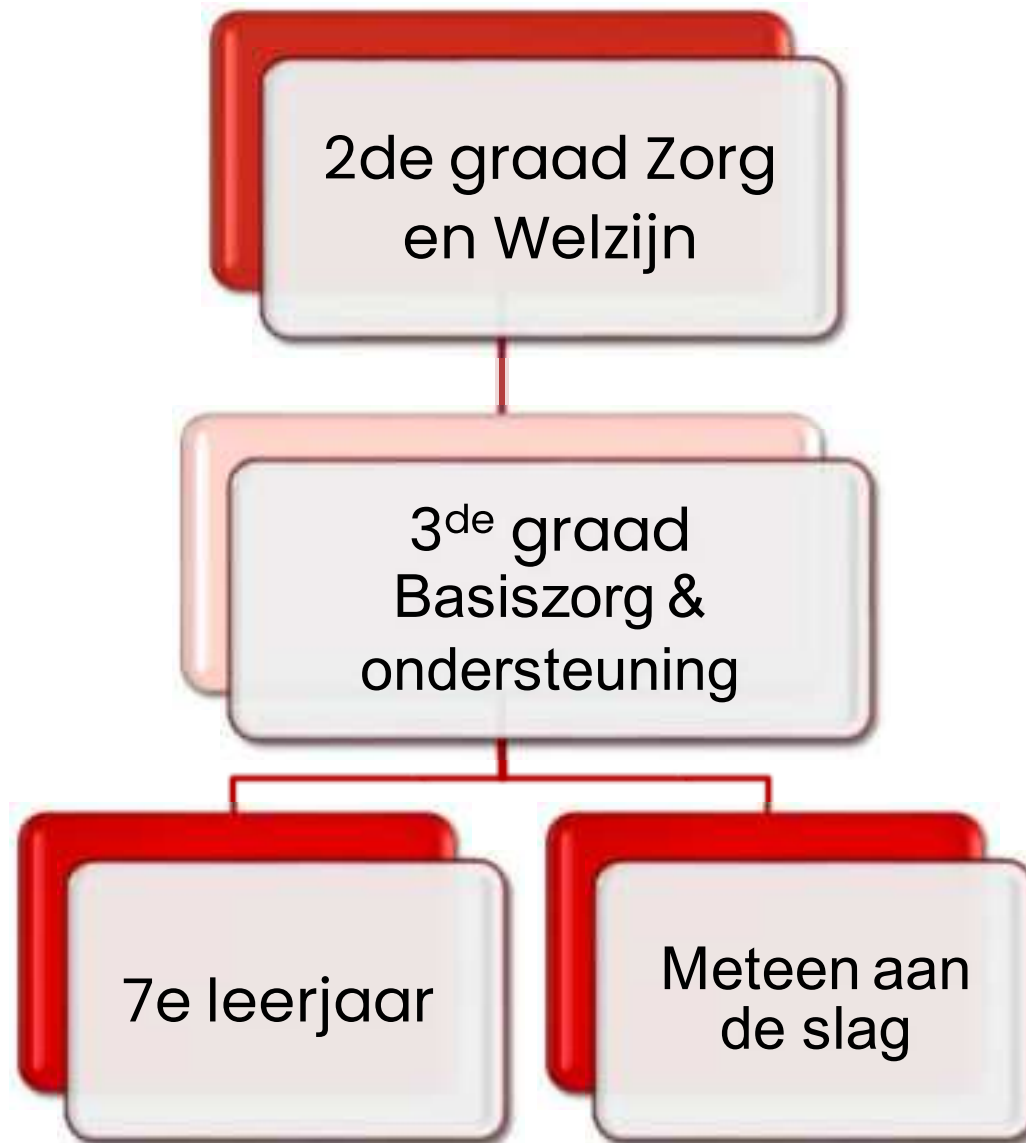 2de graad Zorg
en Welzijn
3de graad
Basiszorg &
ondersteuning
7e leerjaar
Meteen aan
de slag